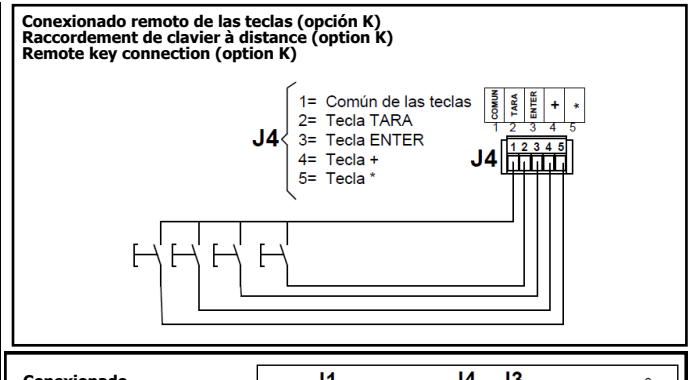 Conexionado remoto de las teclas (opción K)
Raccordement de clavier à distance (option K)
Remote key connection (option K)
J4
1= Común de las teclas
2= Tecla TARA
3= Tecla ENTER
4= Tecla +
5= Tecla *
COMUN TARA ENTER + *
1 2 3 4 5
J4
1 2 3 4 5
Conexionado J1 J4 J3